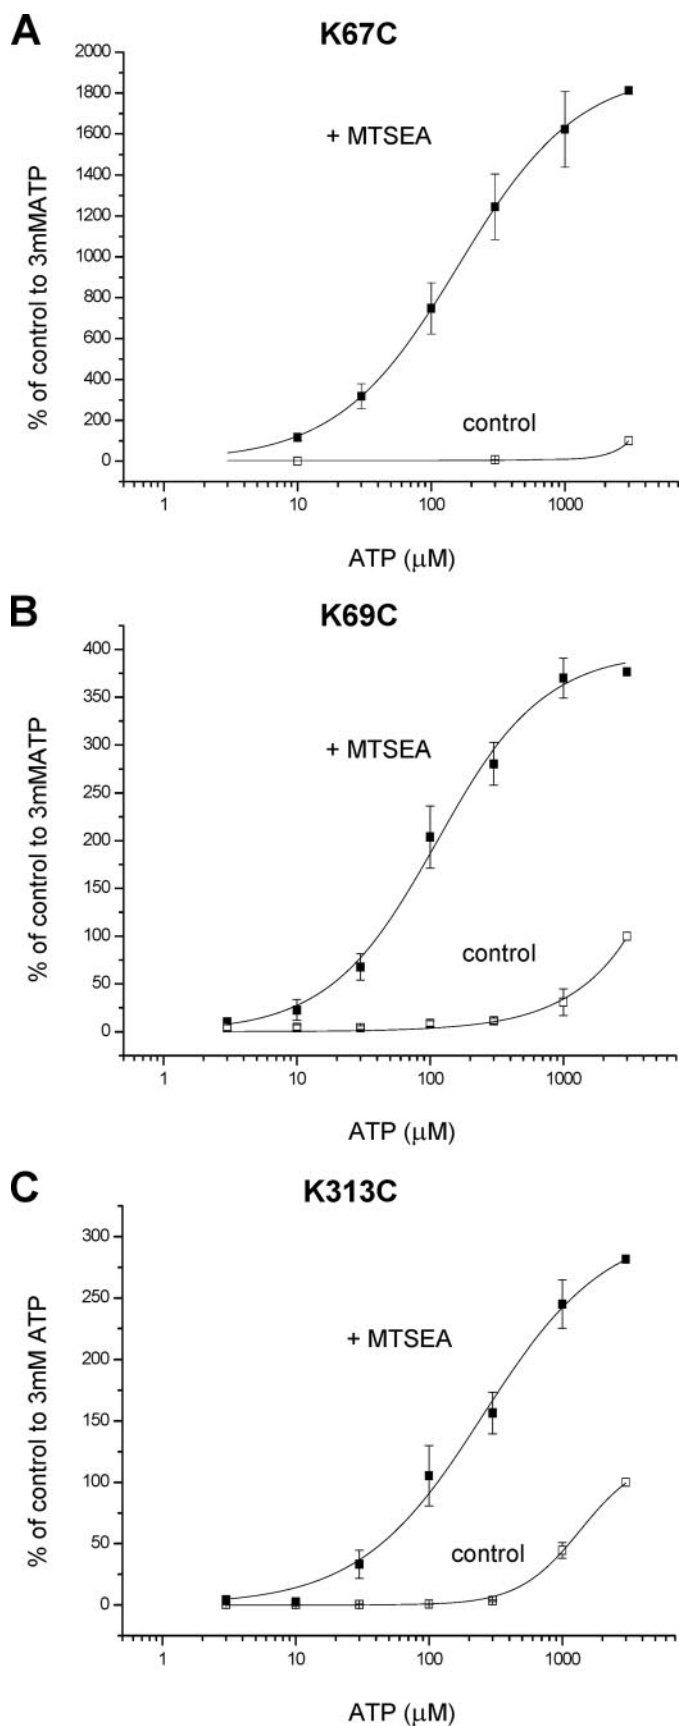 A
K67C
2000
1800
1600
1400
1200
1000
800
600
400
200
0
% of control to 3mMATP
+ MTSEA
control
1
10
100
1000
ATP (μM)
B
K69C
400
350
300
250
200
150
100
50
0
% of control to 3mMATP
+ MTSEA
control
1
10
100
1000
ATP (μM)
C
K313C
300
250
200
150
100
50
0
% of control to 3mM ATP
+ MTSEA
control
1
10
100
1000
ATP (μM)